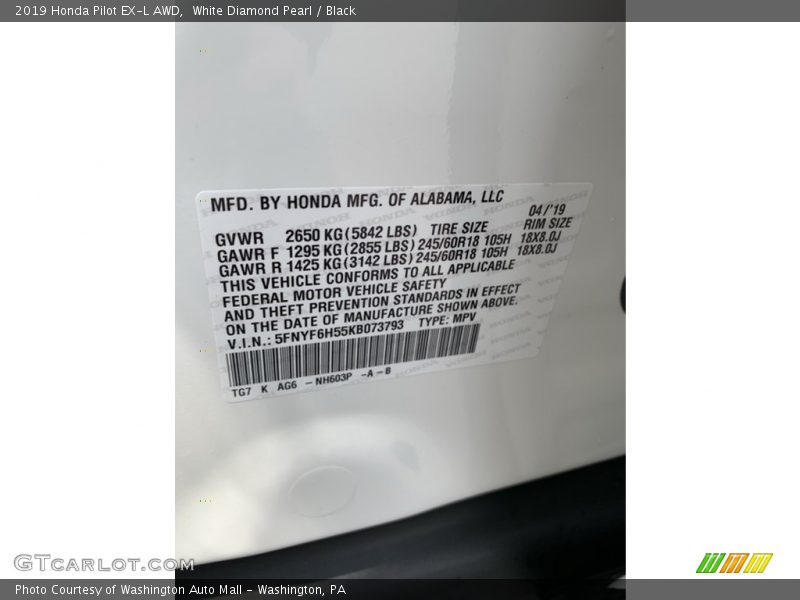 2019 Honda Pilot EX-L AWD,  White Diamond Pearl / Black
MFD. BY HONDA MFG. OF ALABAMA, LLC
04/'19
GVWR 2650 KG (5842 LBS) TIRE SIZE RIM SIZE
GAWR F 1295 KG (2855 LBS) 245/60R18 105H 18X8.0J
GAWR R 1425 KG (3142 LBS) 245/60R18 105H 18X8.0J
THIS VEHICLE CONFORMS TO ALL APPLICABLE
FEDERAL MOTOR VEHICLE SAFETY
AND THEFT PREVENTION STANDARDS IN EFFECT
ON THE DATE OF MANUFACTURE SHOWN ABOVE.
V.I.N.: 5FNYF6H55KB073793 TYPE: MPV
TG7 K AG6 -NH603P -A-B
GTCARLOT.COM
Photo Courtesy of Washington Auto Mall - Washington, PA